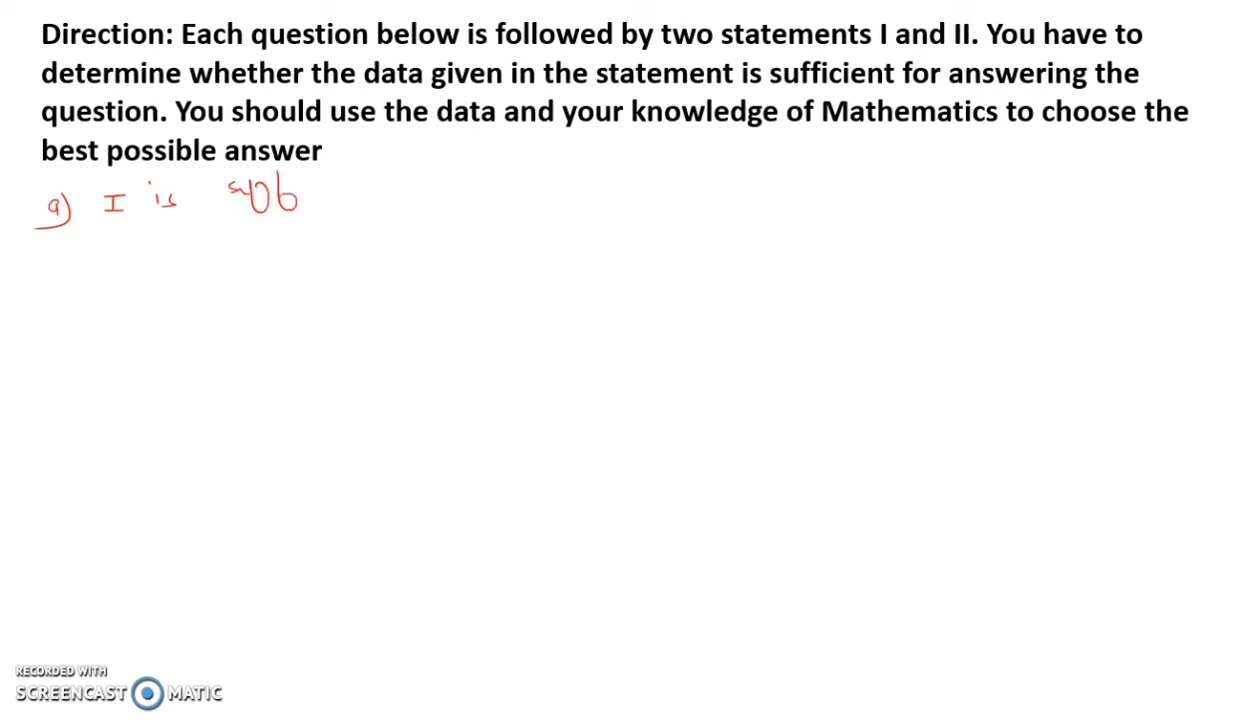 Direction: Each question below is followed by two statements I and II. You have to
determine whether the data given in the statement is sufficient for answering the
question. You should use the data and your knowledge of Mathematics to choose the
best possible answer
a) I is
RECORDED WITH
SCREENCAST MATIC